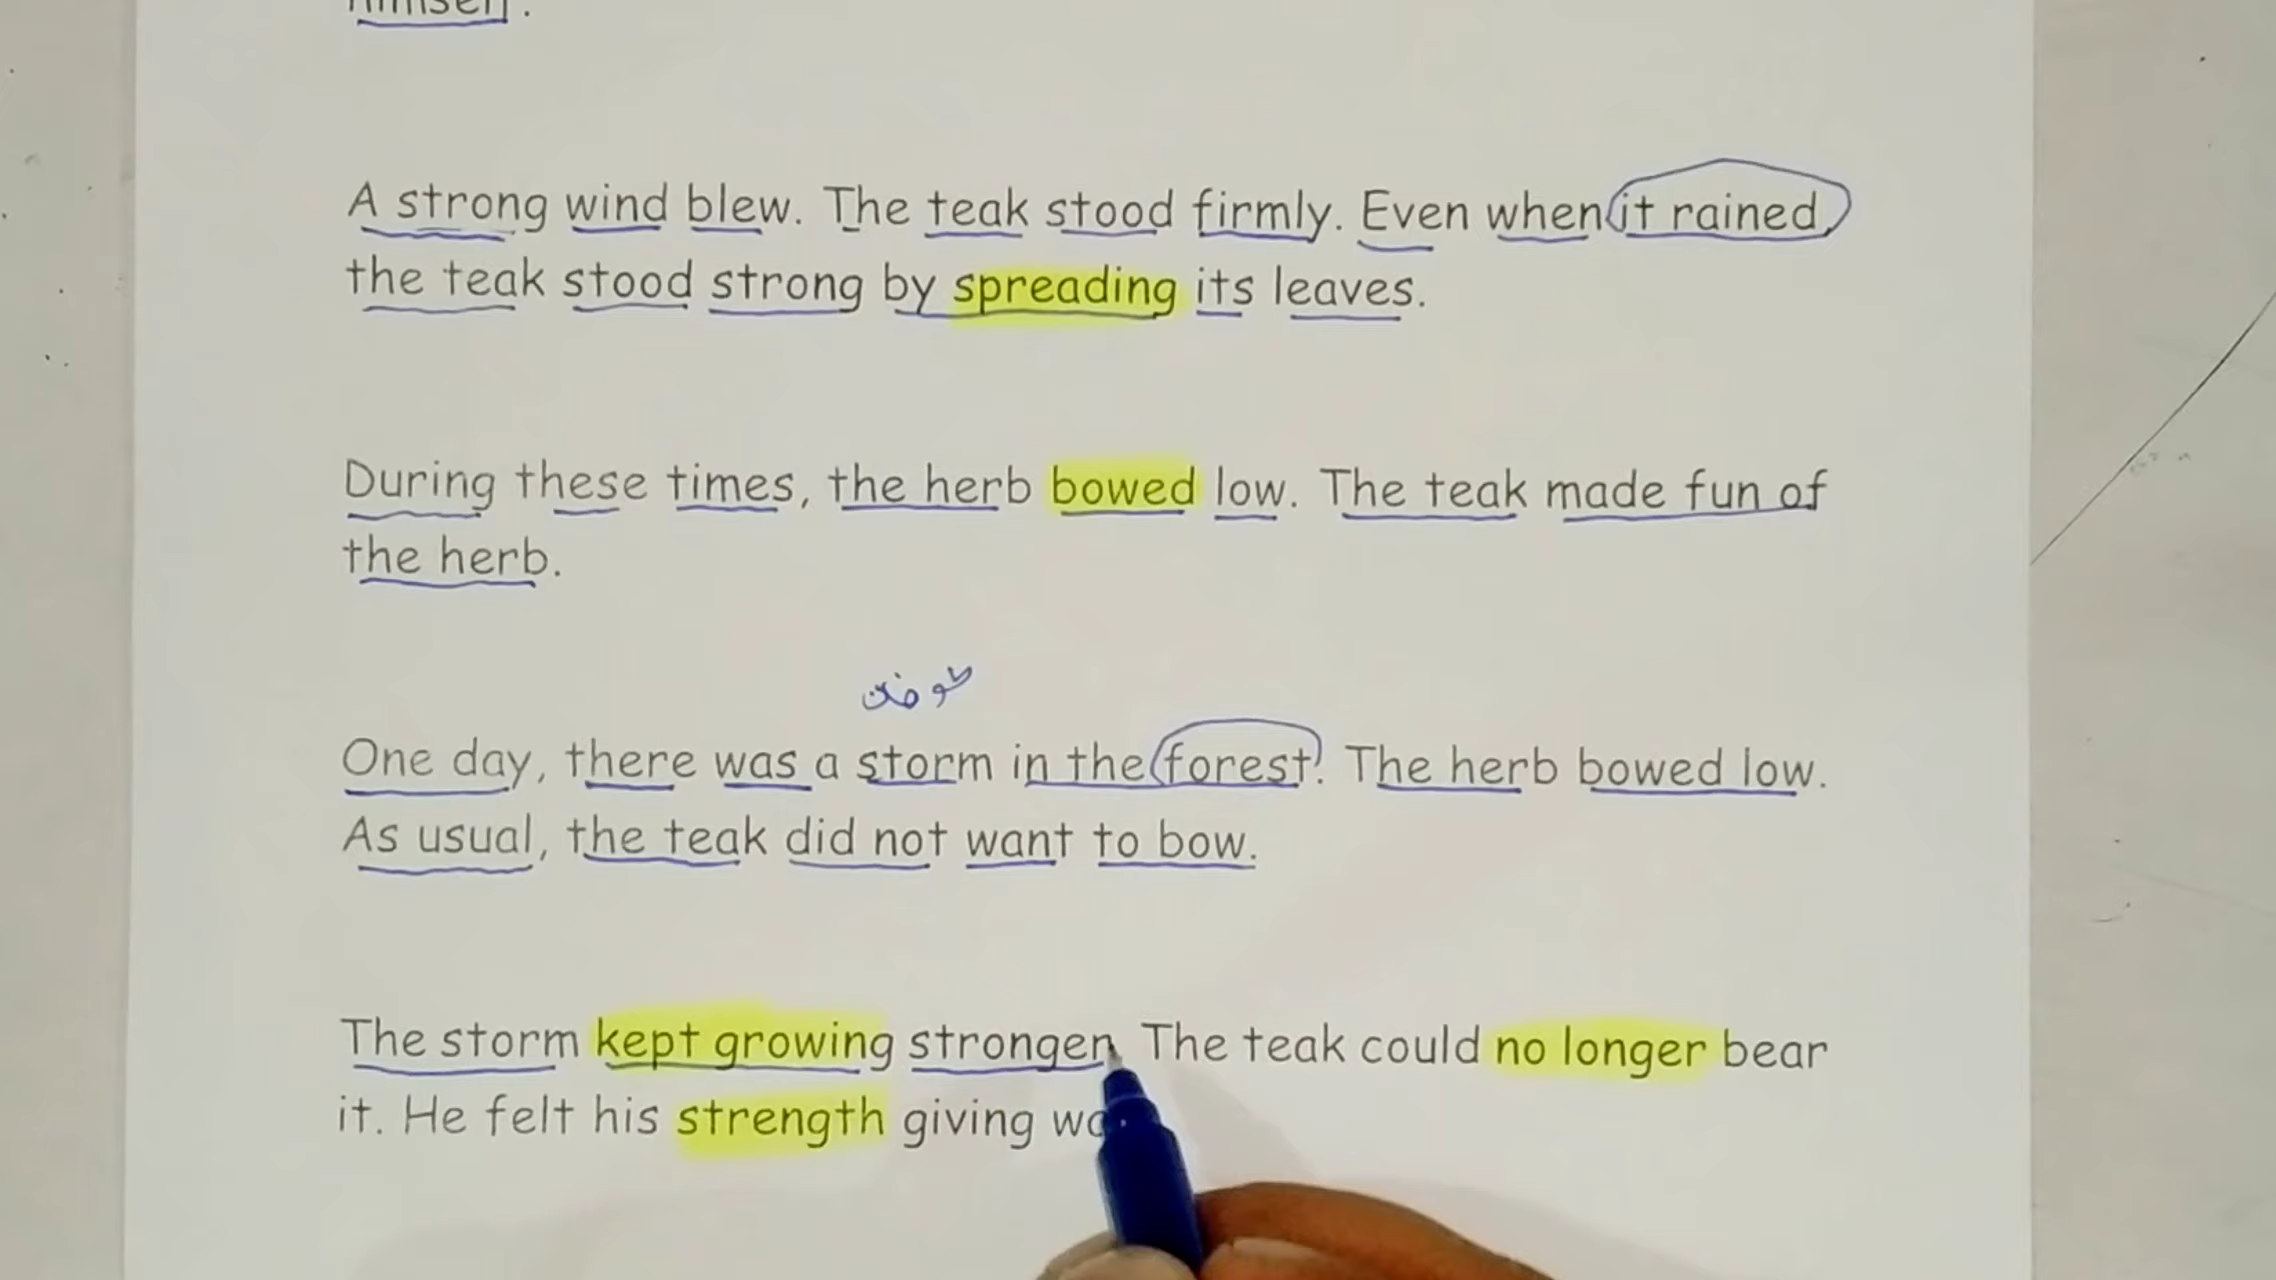 himself.
A strong wind blew. The teak stood firmly. Even when it rained
the teak stood strong by spreading its leaves.
During these times, the herb bowed low. The teak made fun of
the herb.
One day, there was a storm in the forest. The herb bowed low.
As usual, the teak did not want to bow.
The storm kept growing stronger The teak could no longer bear
it. He felt his strength giving